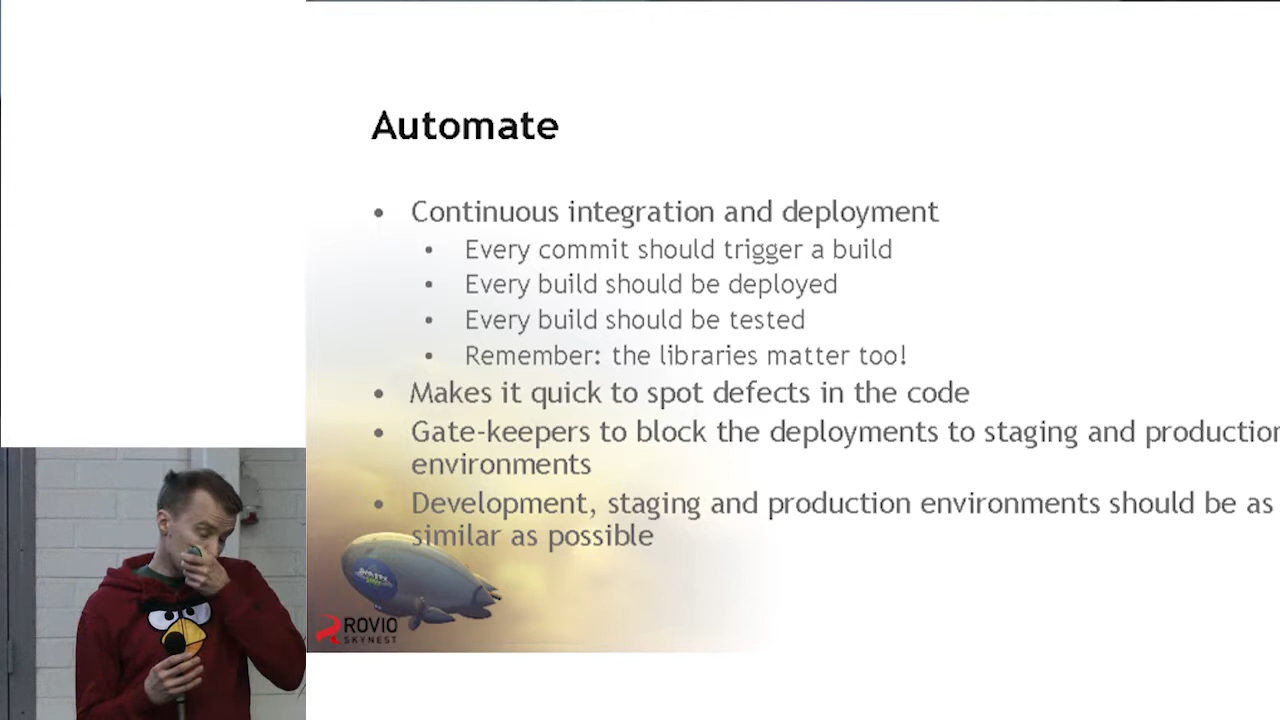 Automate
• Continuous integration and deployment
• Every commit should trigger a build
• Every build should be deployed
• Every build should be tested
• Remember: the libraries matter too!
• Makes it quick to spot defects in the code
• Gate-keepers to block the deployments to staging and production
environments
• Development, staging and production environments should be as
similar as possible
ROVIO
SKYNEST